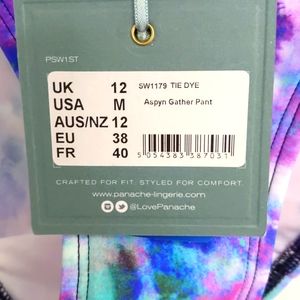 PSW1ST
UK 12
USA M
AUS/NZ 12
EU 38
FR 40
SW1179 TIE DYE
Aspyn Gather Pant
5 054383 387031
CRAFTED FOR FIT. STYLED FOR COMFORT.
www.panache-lingerie.com
@LovePanache